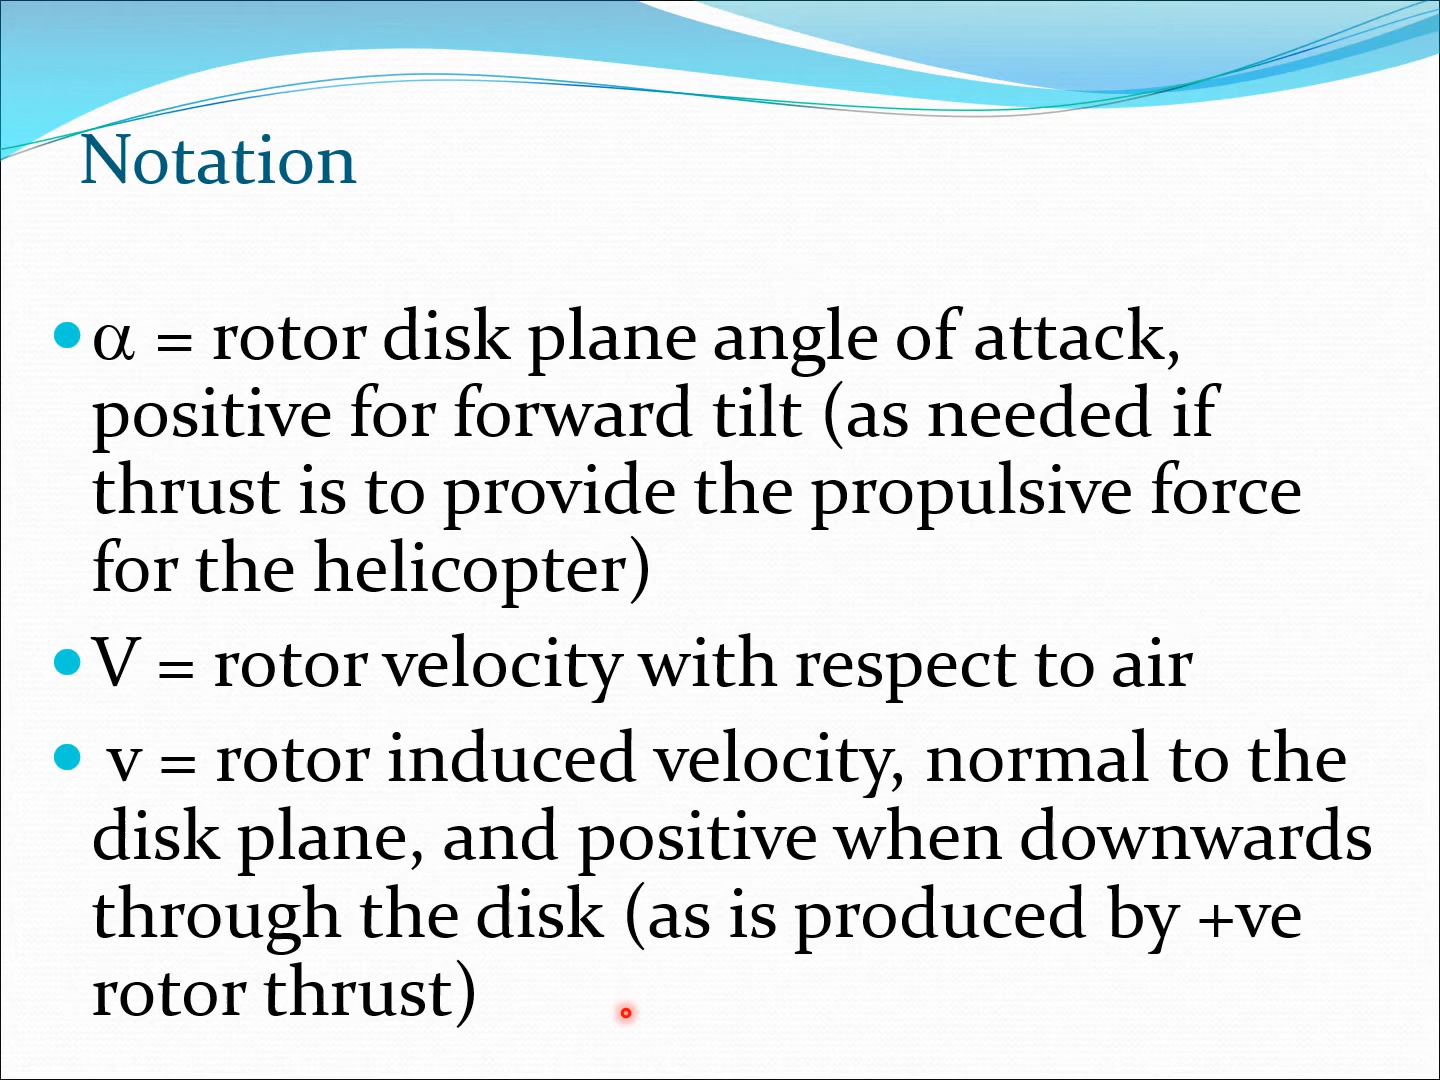 Notation
• α = rotor disk plane angle of attack,
positive for forward tilt (as needed if
thrust is to provide the propulsive force
for the helicopter)
• V = rotor velocity with respect to air
• v = rotor induced velocity, normal to the
disk plane, and positive when downwards
through the disk (as is produced by +ve
rotor thrust)